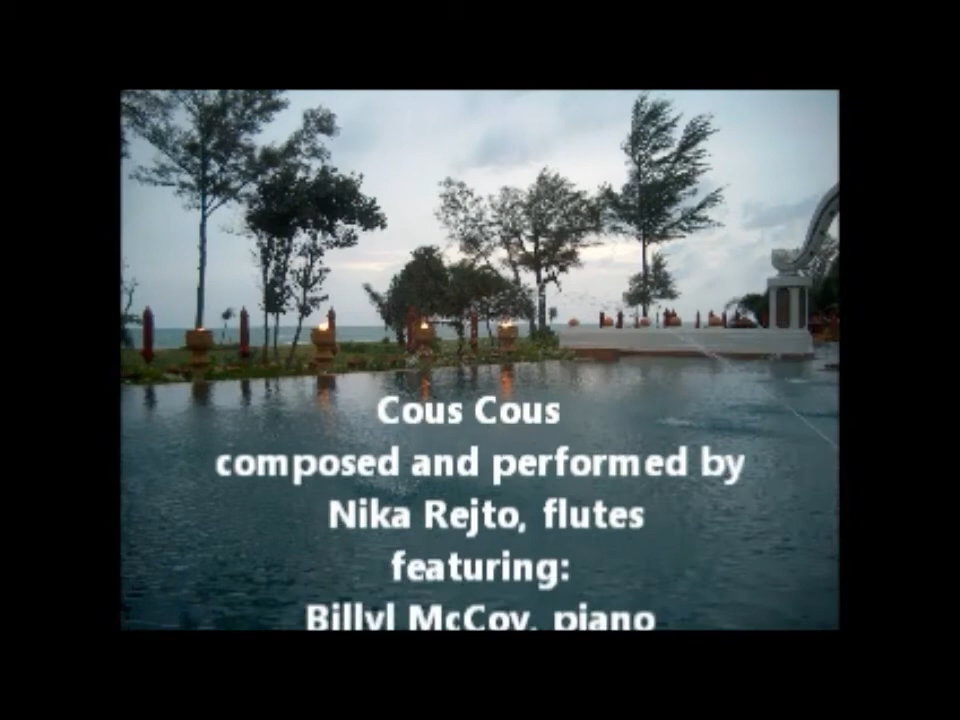 Cous Cous
composed and performed by
Nika Rejto, flutes
featuring:
Billyl McCoy, piano